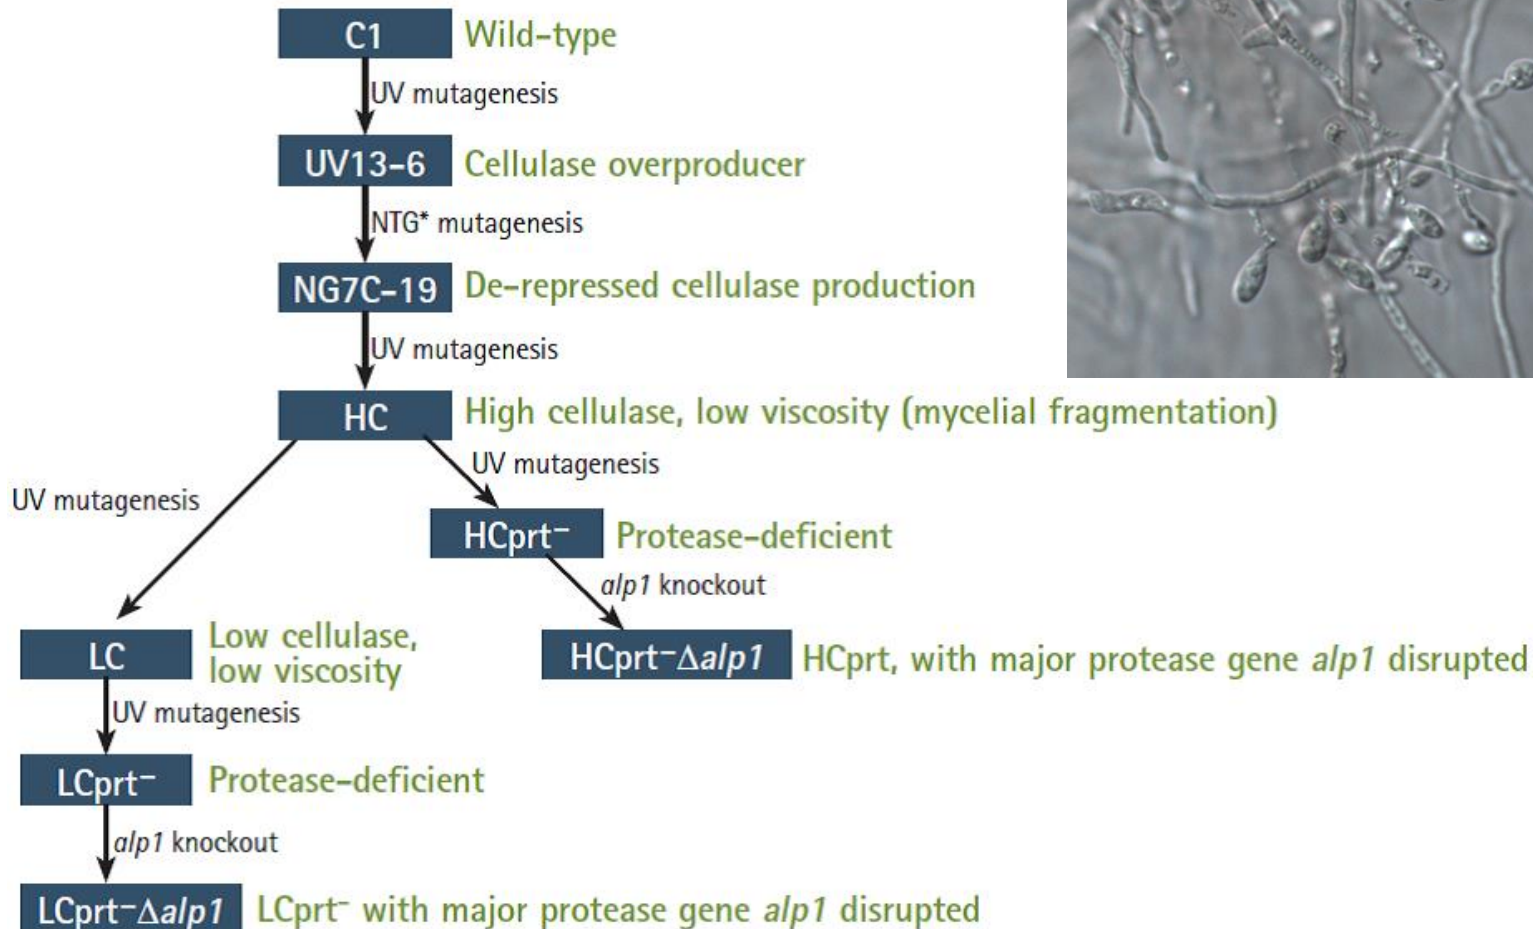 C1 Wild-type
UV mutagenesis
UV13-6 Cellulase overproducer
NTG* mutagenesis
NG7C-19 De-repressed cellulase production
UV mutagenesis
HC High cellulase, low viscosity (mycelial fragmentation)
UV mutagenesis
UV mutagenesis
HCprt⁻ Protease-deficient
alp1 knockout
HCprt⁻Δalp1 HCprt, with major protease gene alp1 disrupted
LC Low cellulase,
low viscosity
UV mutagenesis
LCprt⁻ Protease-deficient
alp1 knockout
LCprt⁻Δalp1 LCprt⁻ with major protease gene alp1 disrupted